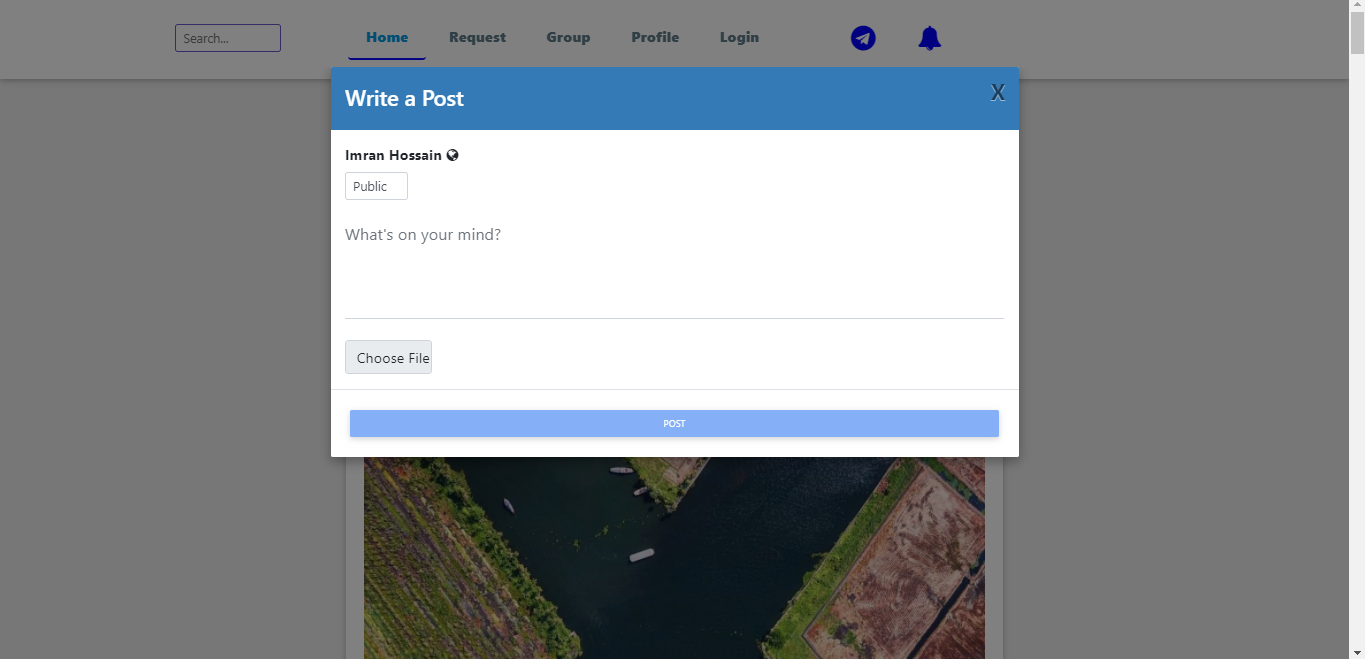 Search...
Home
Request
Group
Profile
Login
Write a Post
X
Imran Hossain
Public
What's on your mind?
Choose File
POST